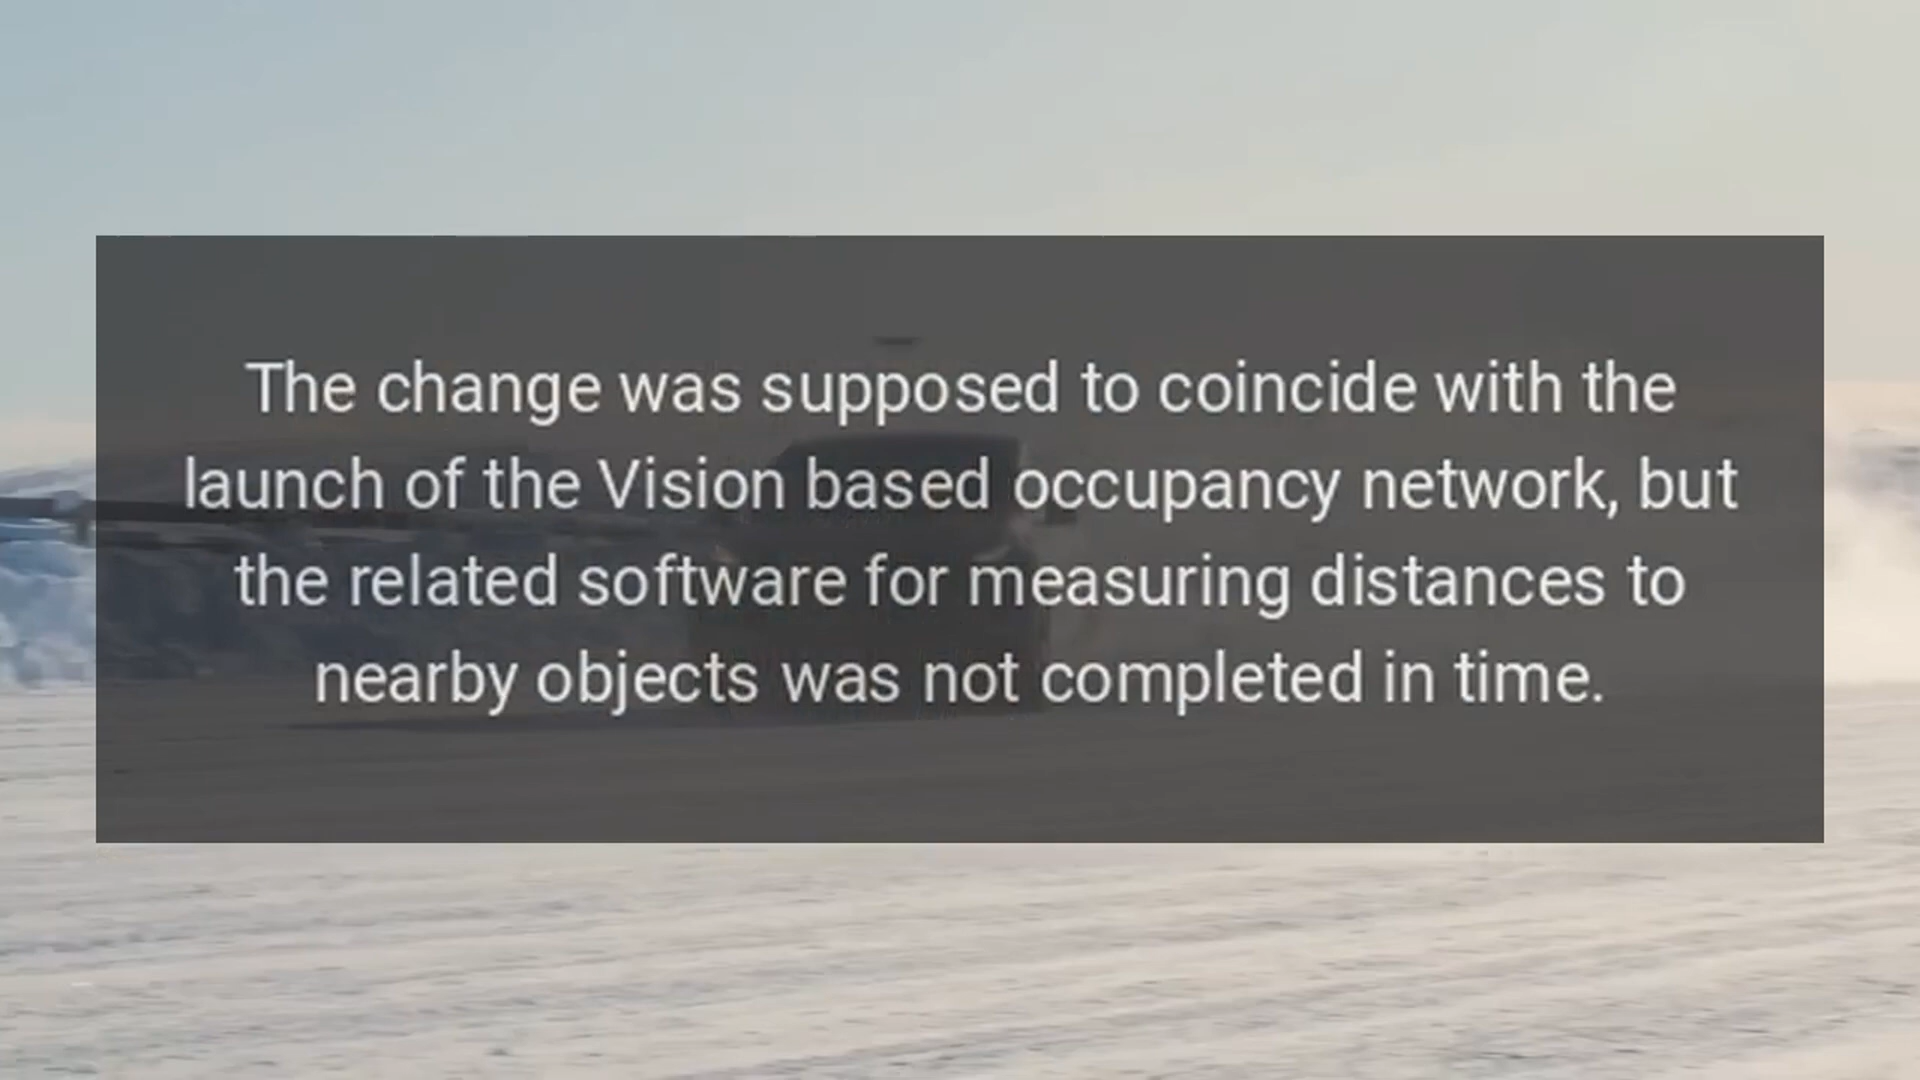 The change was supposed to coincide with the
launch of the Vision based occupancy network, but
the related software for measuring distances to
nearby objects was not completed in time.